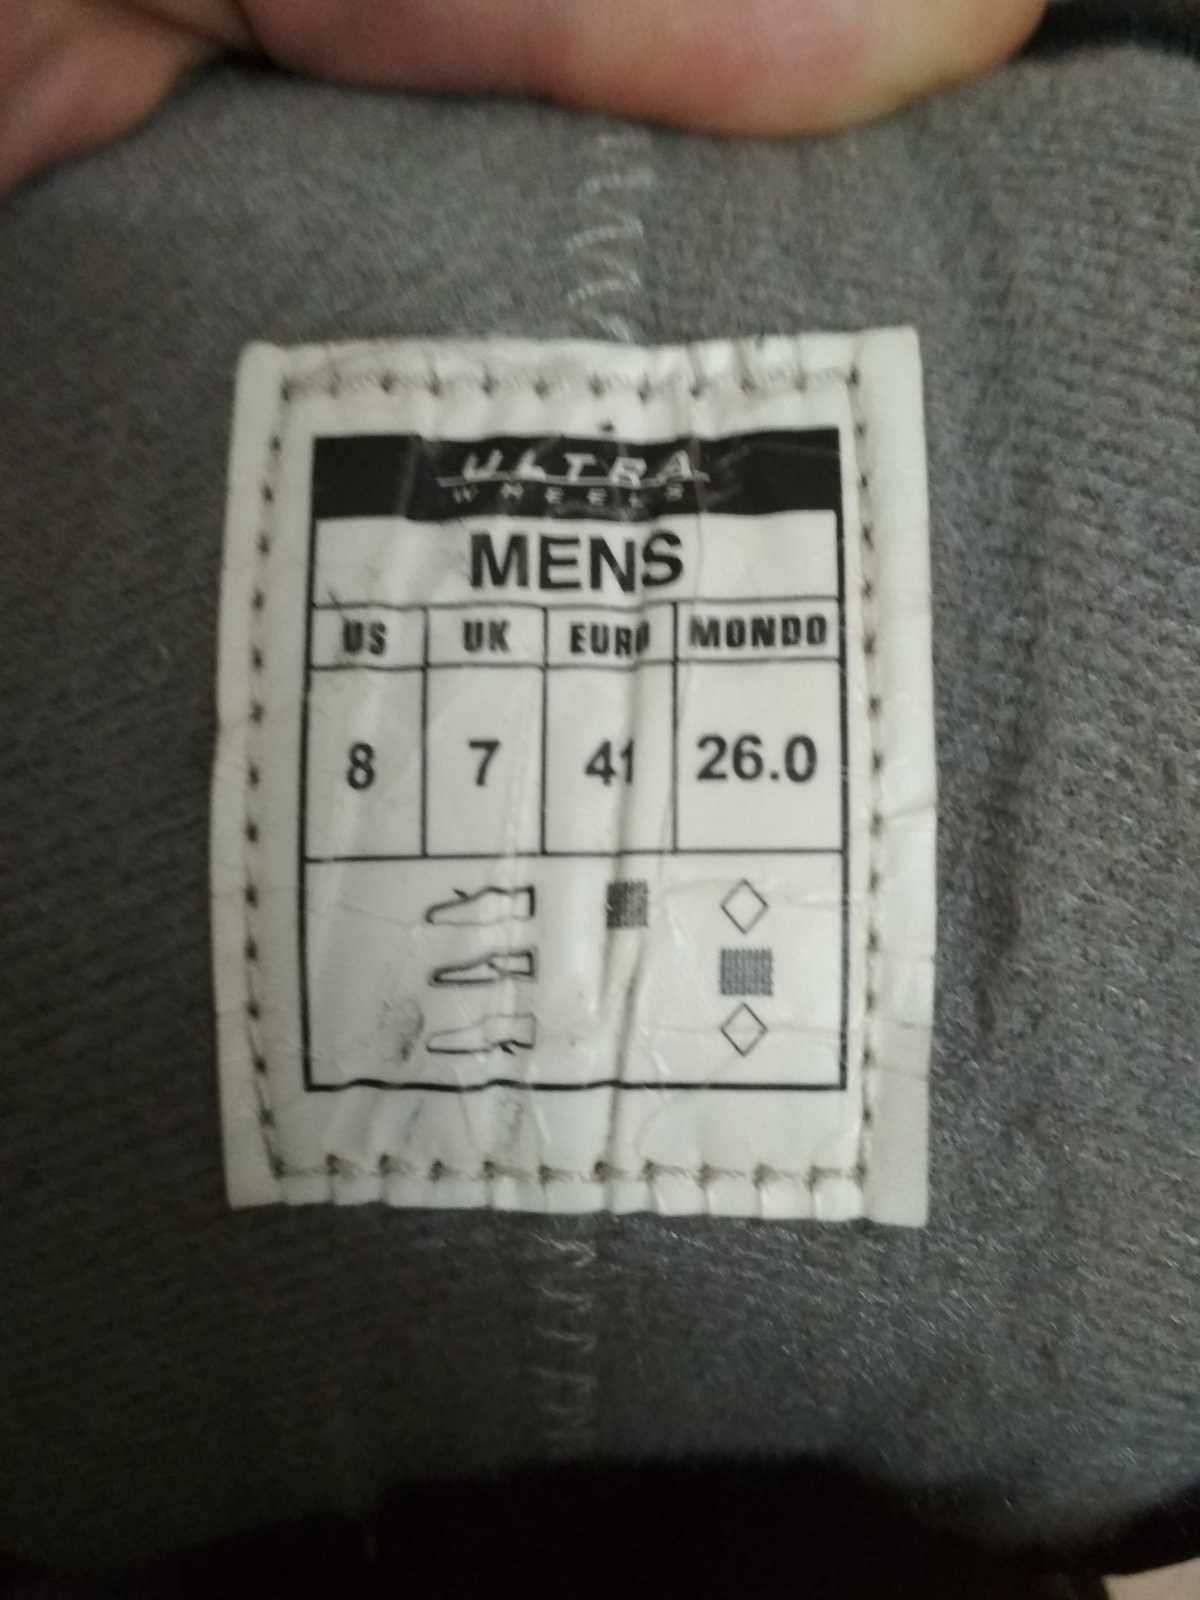 ULTRA
WHEELS
MENS
US UK EURO MONDO
8 7 41 26.0